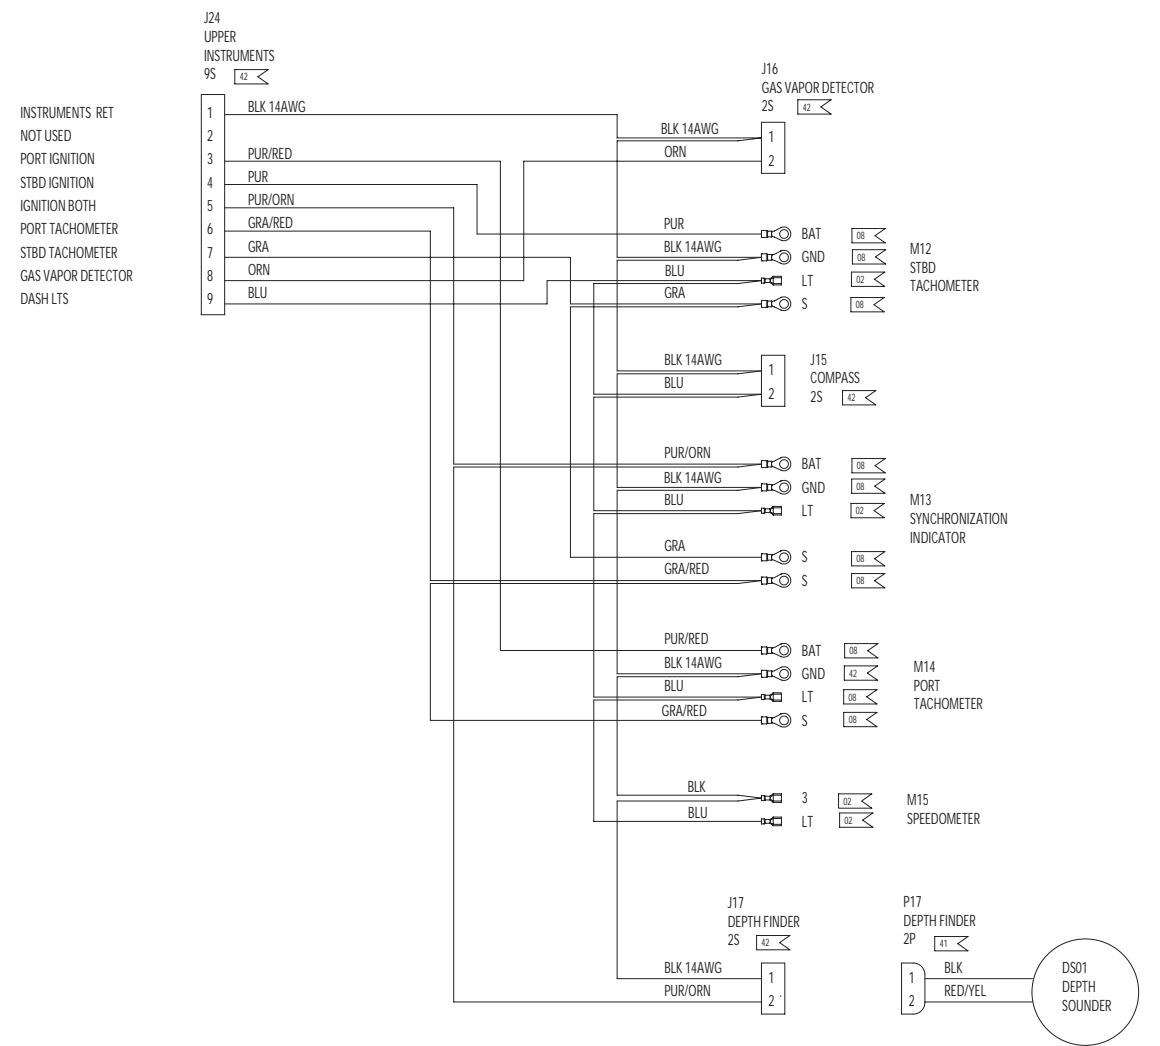 J24
UPPER
INSTRUMENTS
9S 42
INSTRUMENTS RET 1 BLK 14AWG
NOT USED 2
PORT IGNITION 3 PUR/RED
STBD IGNITION 4 PUR
IGNITION BOTH 5 PUR/ORN
PORT TACHOMETER 6 GRA/RED
STBD TACHOMETER 7 GRA
GAS VAPOR DETECTOR 8 ORN
DASH LTS 9 BLU
J16
GAS VAPOR DETECTOR
2S 42
BLK 14AWG 1
ORN 2
PUR BAT 08
BLK 14AWG GND 08
BLU LT 02
GRA S 08
M12
STBD
TACHOMETER
BLK 14AWG 1
BLU 2
J15
COMPASS
2S 42
PUR/ORN BAT 08
BLK 14AWG GND 08
BLU LT 02
GRA S 08
GRA/RED S 08
M13
SYNCHRONIZATION
INDICATOR
PUR/RED BAT 08
BLK 14AWG GND 42
BLU LT 08
GRA/RED S 08
M14
PORT
TACHOMETER
BLK 3 02
BLU LT 02
M15
SPEEDOMETER
J17
DEPTH FINDER
2S 42
BLK 14AWG 1
PUR/ORN 2
P17
DEPTH FINDER
2P 41
1 BLK
2 RED/YEL
DS01
DEPTH
SOUNDER